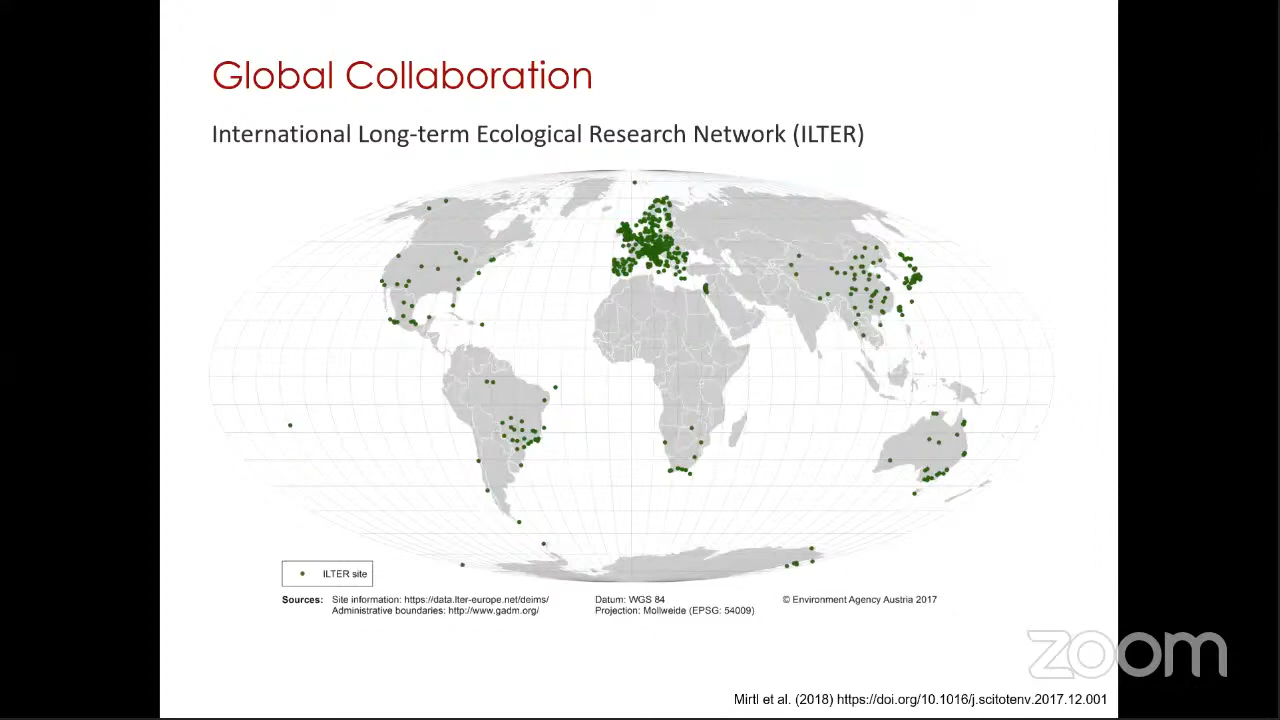 Global Collaboration
International Long-term Ecological Research Network (ILTER)
ILTER site
Sources: Site information: https://data.lter-europe.net/deims/
Administrative boundaries: http://www.gadm.org/
Datum: WGS 84
Projection: Mollweide (EPSG: 54009)
© Environment Agency Austria 2017
zoom
Mirtl et al. (2018) https://doi.org/10.1016/j.scitotenv.2017.12.001